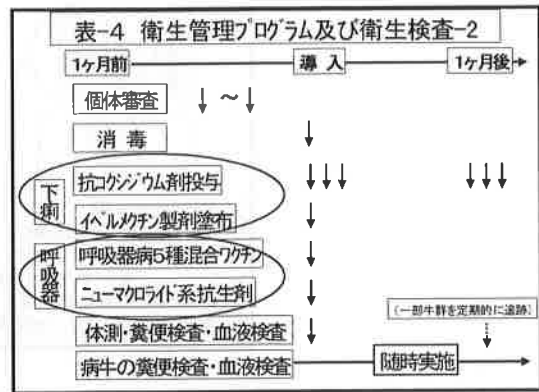 表-4 衛生管理プログラム及び衛生検査-2
1ヶ月前 導入 1ヶ月後
個体審査 ～
消毒
下痢
抗コクシジウム剤投与
イベルメクチン製剤塗布
呼吸器
呼吸器病5種混合ワクチン
ニューマクロライド系抗生剤
体測・糞便検査・血液検査
(一部牛群を定期的に追跡)
病牛の糞便検査・血液検査 随時実施